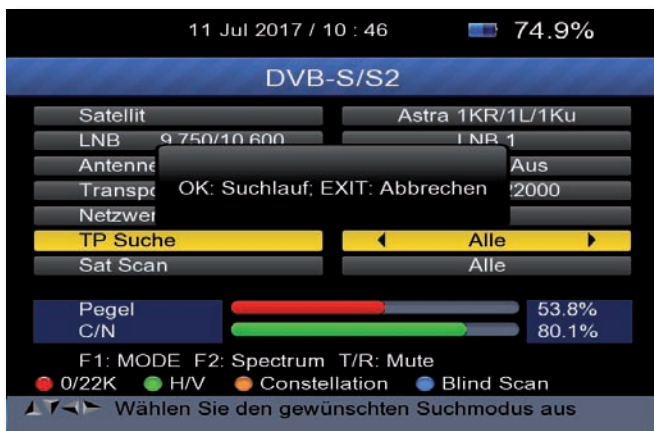 11 Jul 2017 / 10 : 46 74.9%
DVB-S/S2
Satellit Astra 1KR/1L/1Ku
LNB 9.750/10.600 LNB 1
Aus
OK: Suchlauf; EXIT: Abbrechen
TP Suche Alle
Sat Scan Alle
Pegel 53.8%
C/N 80.1%
F1: MODE F2: Spectrum T/R: Mute
0/22K H/V Constellation Blind Scan
Wählen Sie den gewünschten Suchmodus aus